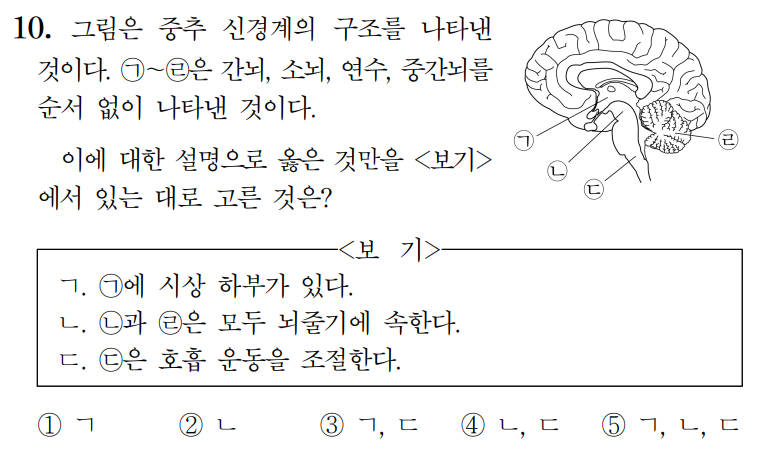 10. 그림은 중추 신경계의 구조를 나타낸
것이다. ㉠~㉣은 간뇌, 소뇌, 연수, 중간뇌를
순서 없이 나타낸 것이다.
이에 대한 설명으로 옳은 것만을 <보기>
에서 있는 대로 고른 것은?
㉠
㉡
㉢
㉣
<보 기>
ㄱ. ㉠에 시상 하부가 있다.
ㄴ. ㉡과 ㉣은 모두 뇌줄기에 속한다.
ㄷ. ㉢은 호흡 운동을 조절한다.
① ㄱ ② ㄴ ③ ㄱ, ㄷ ④ ㄴ, ㄷ ⑤ ㄱ, ㄴ, ㄷ